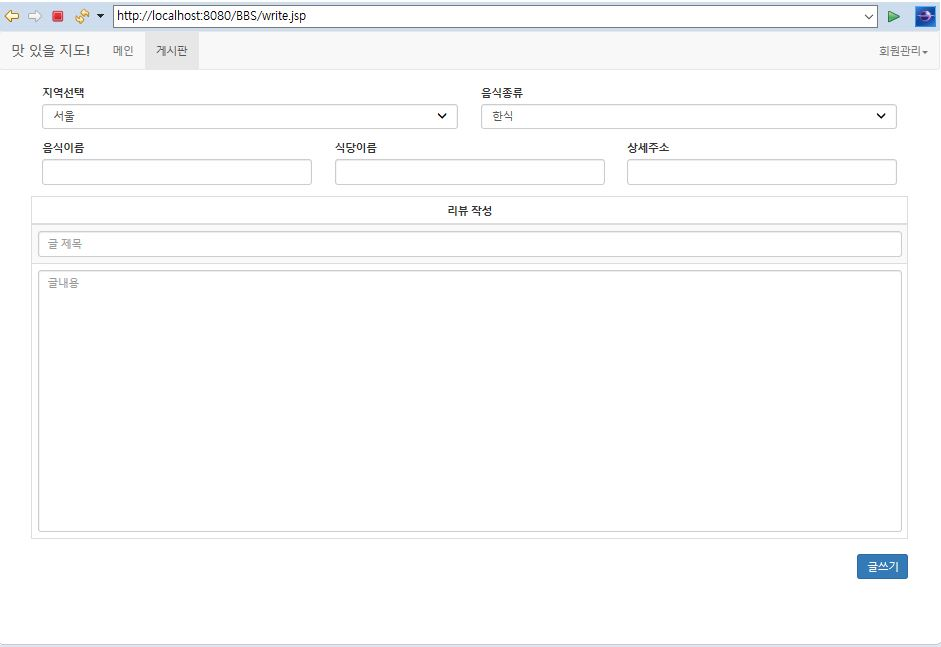 http://localhost:8080/BBS/write.jsp
맛 있을 지도! 메인 게시판 회원관리
지역선택 음식종류
서울 한식
음식이름 식당이름 상세주소
리뷰 작성
글 제목
글내용
글쓰기